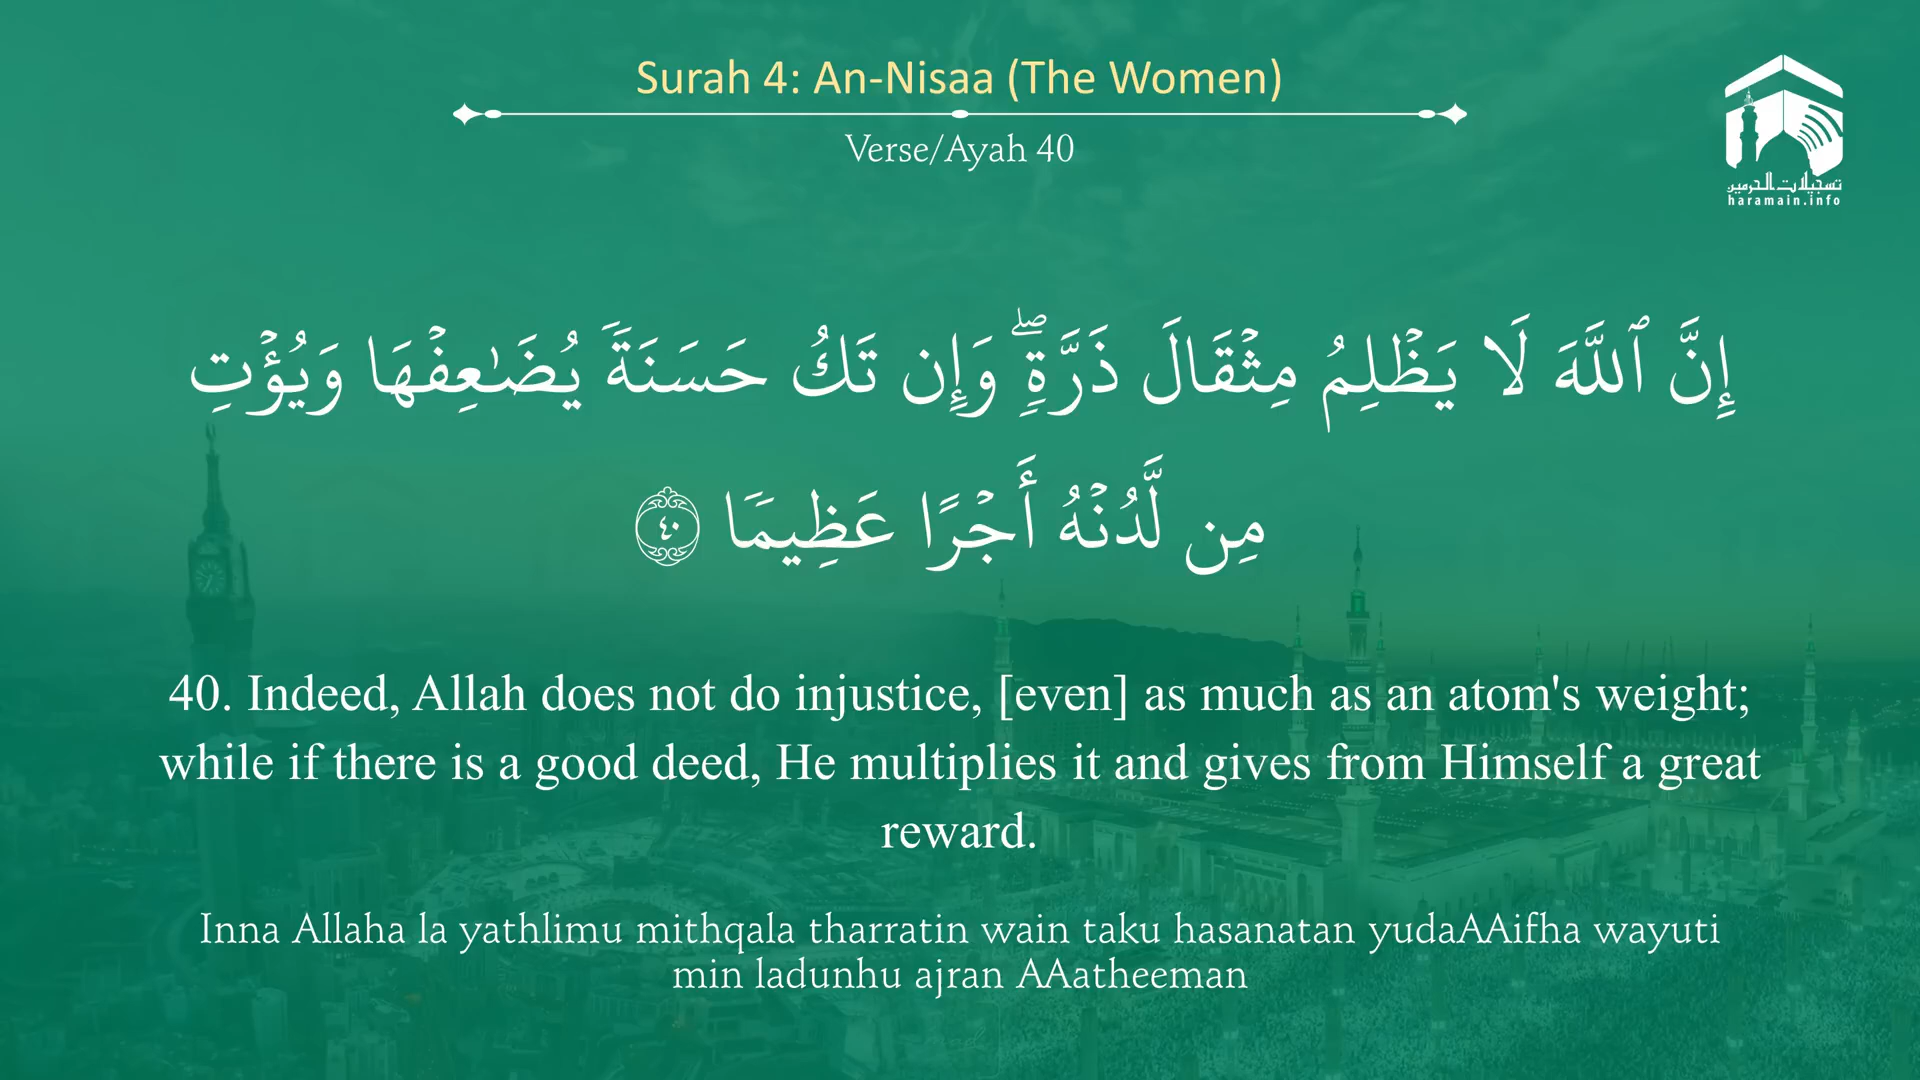 Surah 4: An-Nisaa (The Women)
Verse/Ayah 40
تسجيلات الحرمين
haramain.info
إِنَّ ٱللَّهَ لَا يَظۡلِمُ مِثۡقَالَ ذَرَّةٖۖ وَإِن تَكُ حَسَنَةٗ يُضَٰعِفۡهَا وَيُؤۡتِ
مِن لَّدُنۡهُ أَجۡرًا عَظِيمٗا ٤٠
40. Indeed, Allah does not do injustice, [even] as much as an atom's weight;
while if there is a good deed, He multiplies it and gives from Himself a great
reward.
Inna Allaha la yathlimu mithqala tharratin wain taku hasanatan yudaAAifha wayuti
min ladunhu ajran AAatheeman